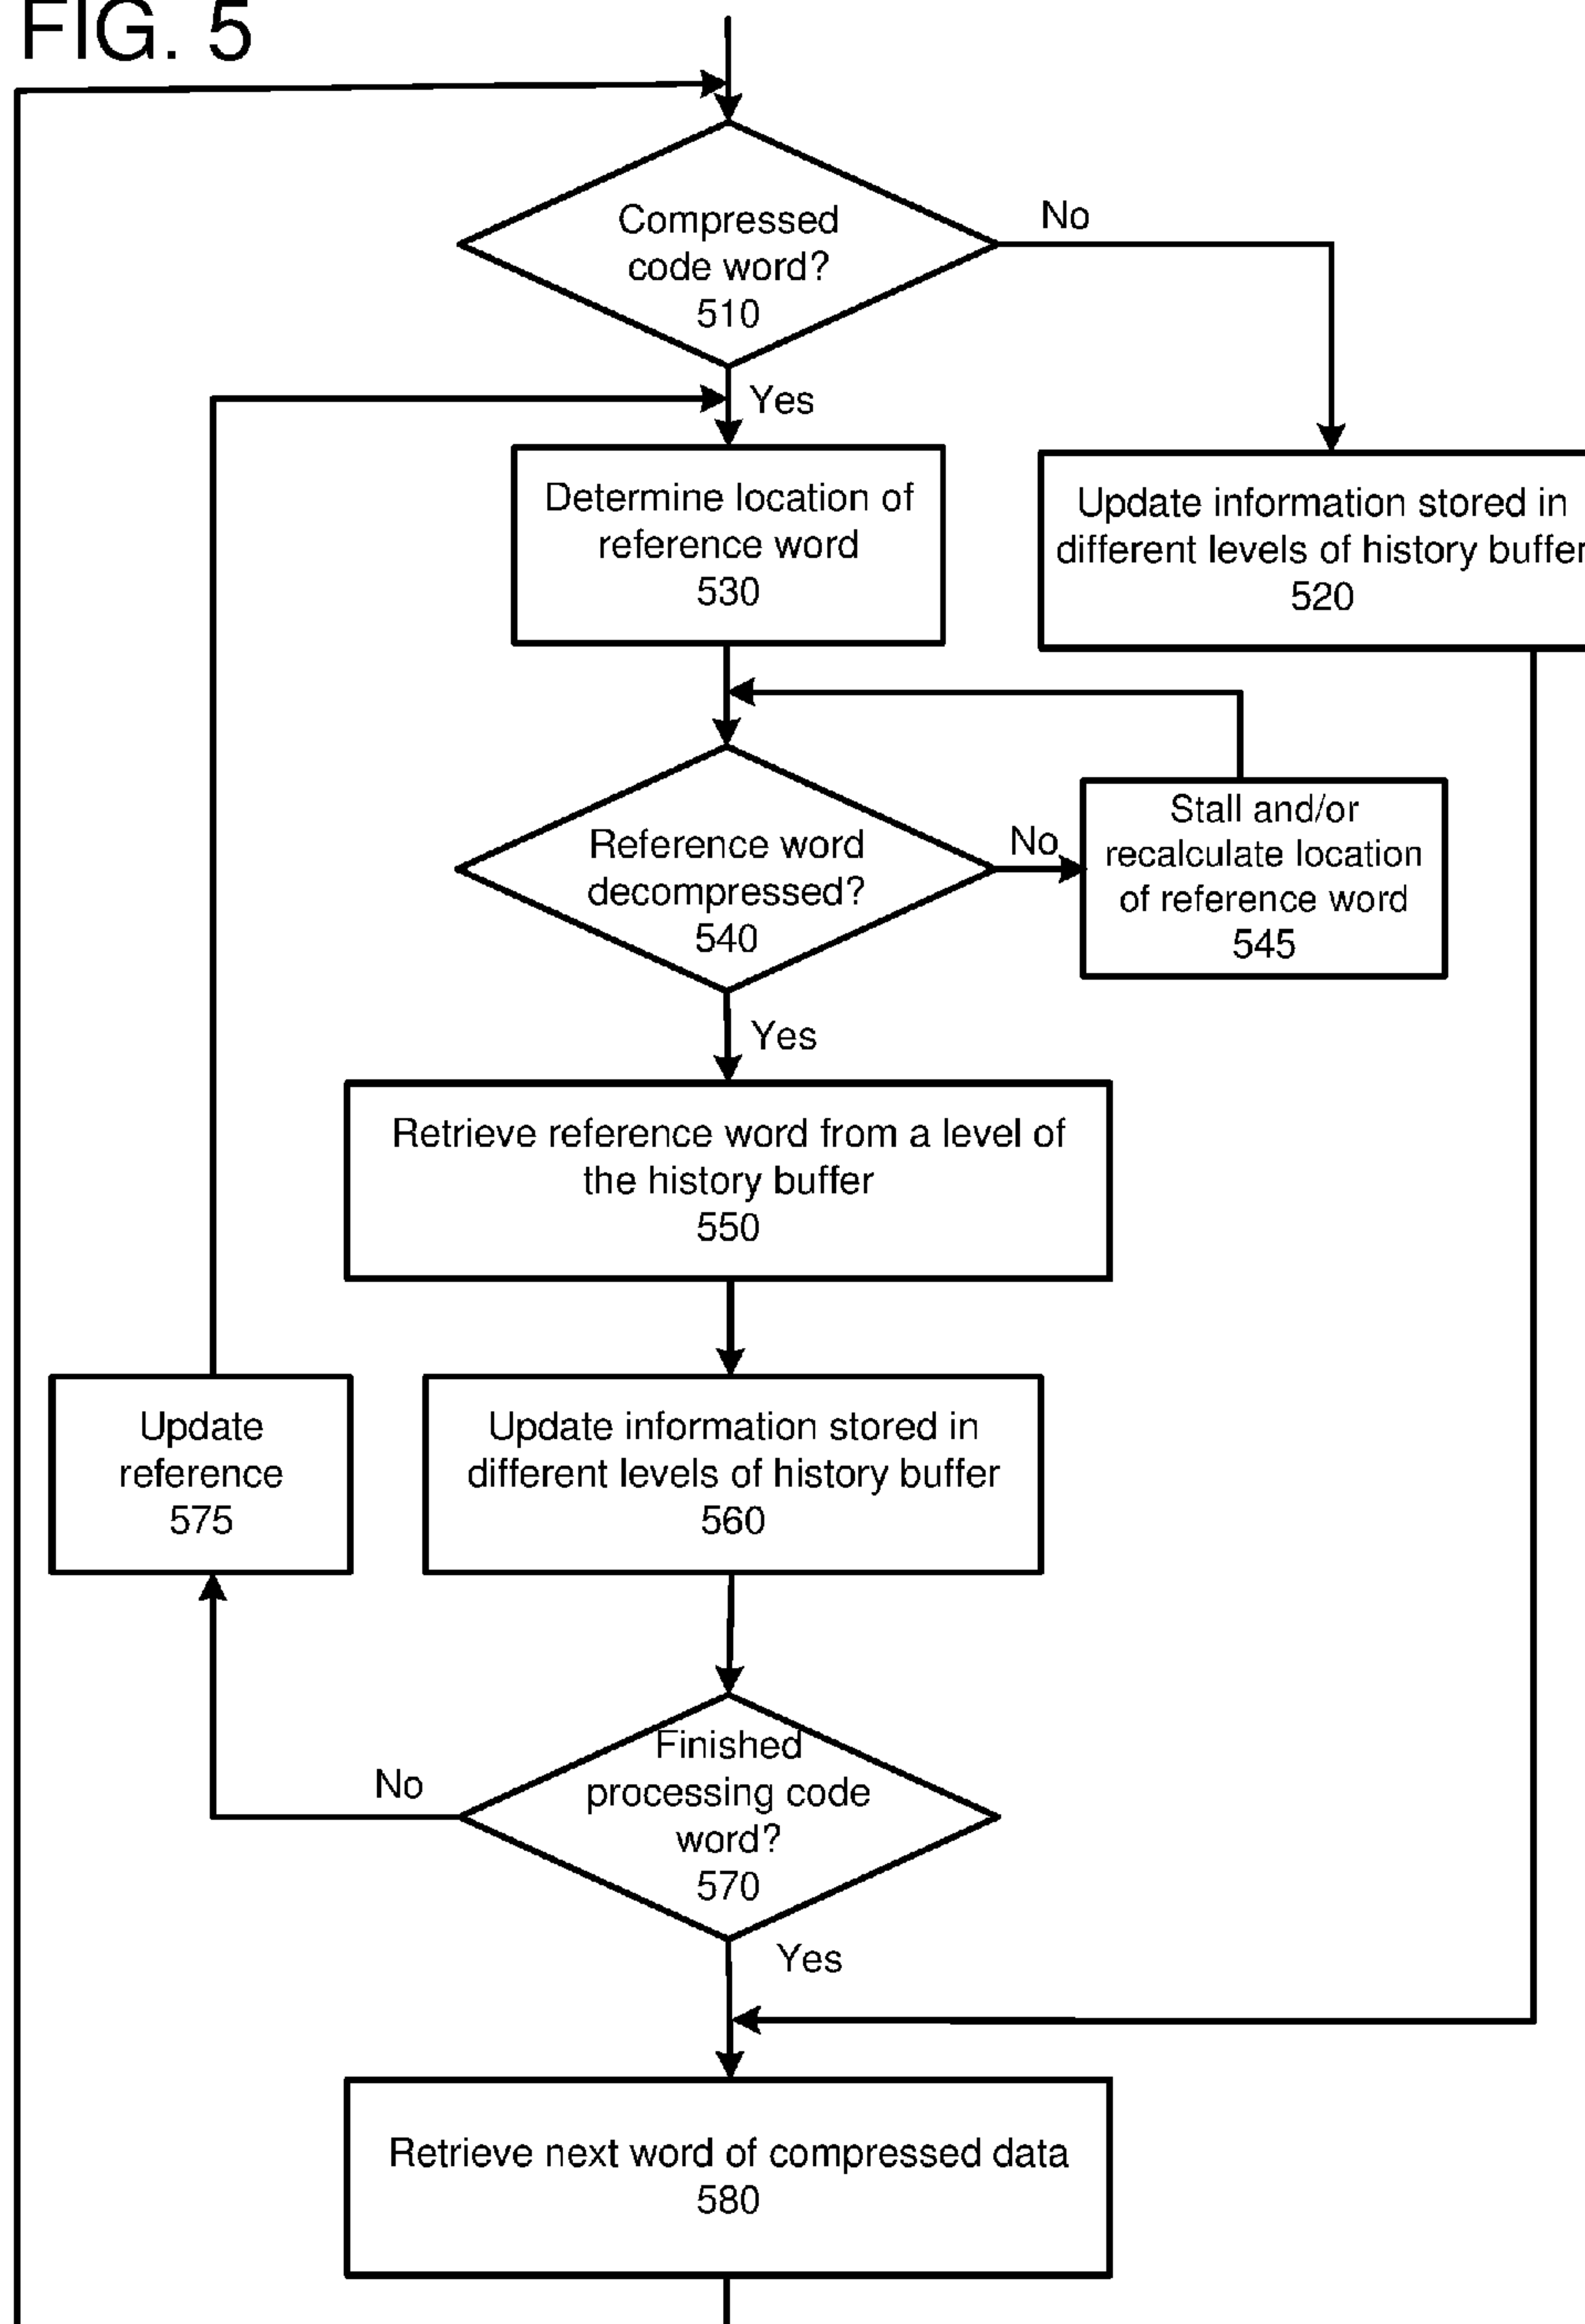 FIG. 5
Compressed
code word?
510
No
Yes
Determine location of
reference word
530
Update information stored in
different levels of history buffer
520
Reference word
decompressed?
540
No
Stall and/or
recalculate location
of reference word
545
Yes
Retrieve reference word from a level of
the history buffer
550
Update
reference
575
Update information stored in
different levels of history buffer
560
Finished
processing code
word?
570
No
Yes
Retrieve next word of compressed data
580